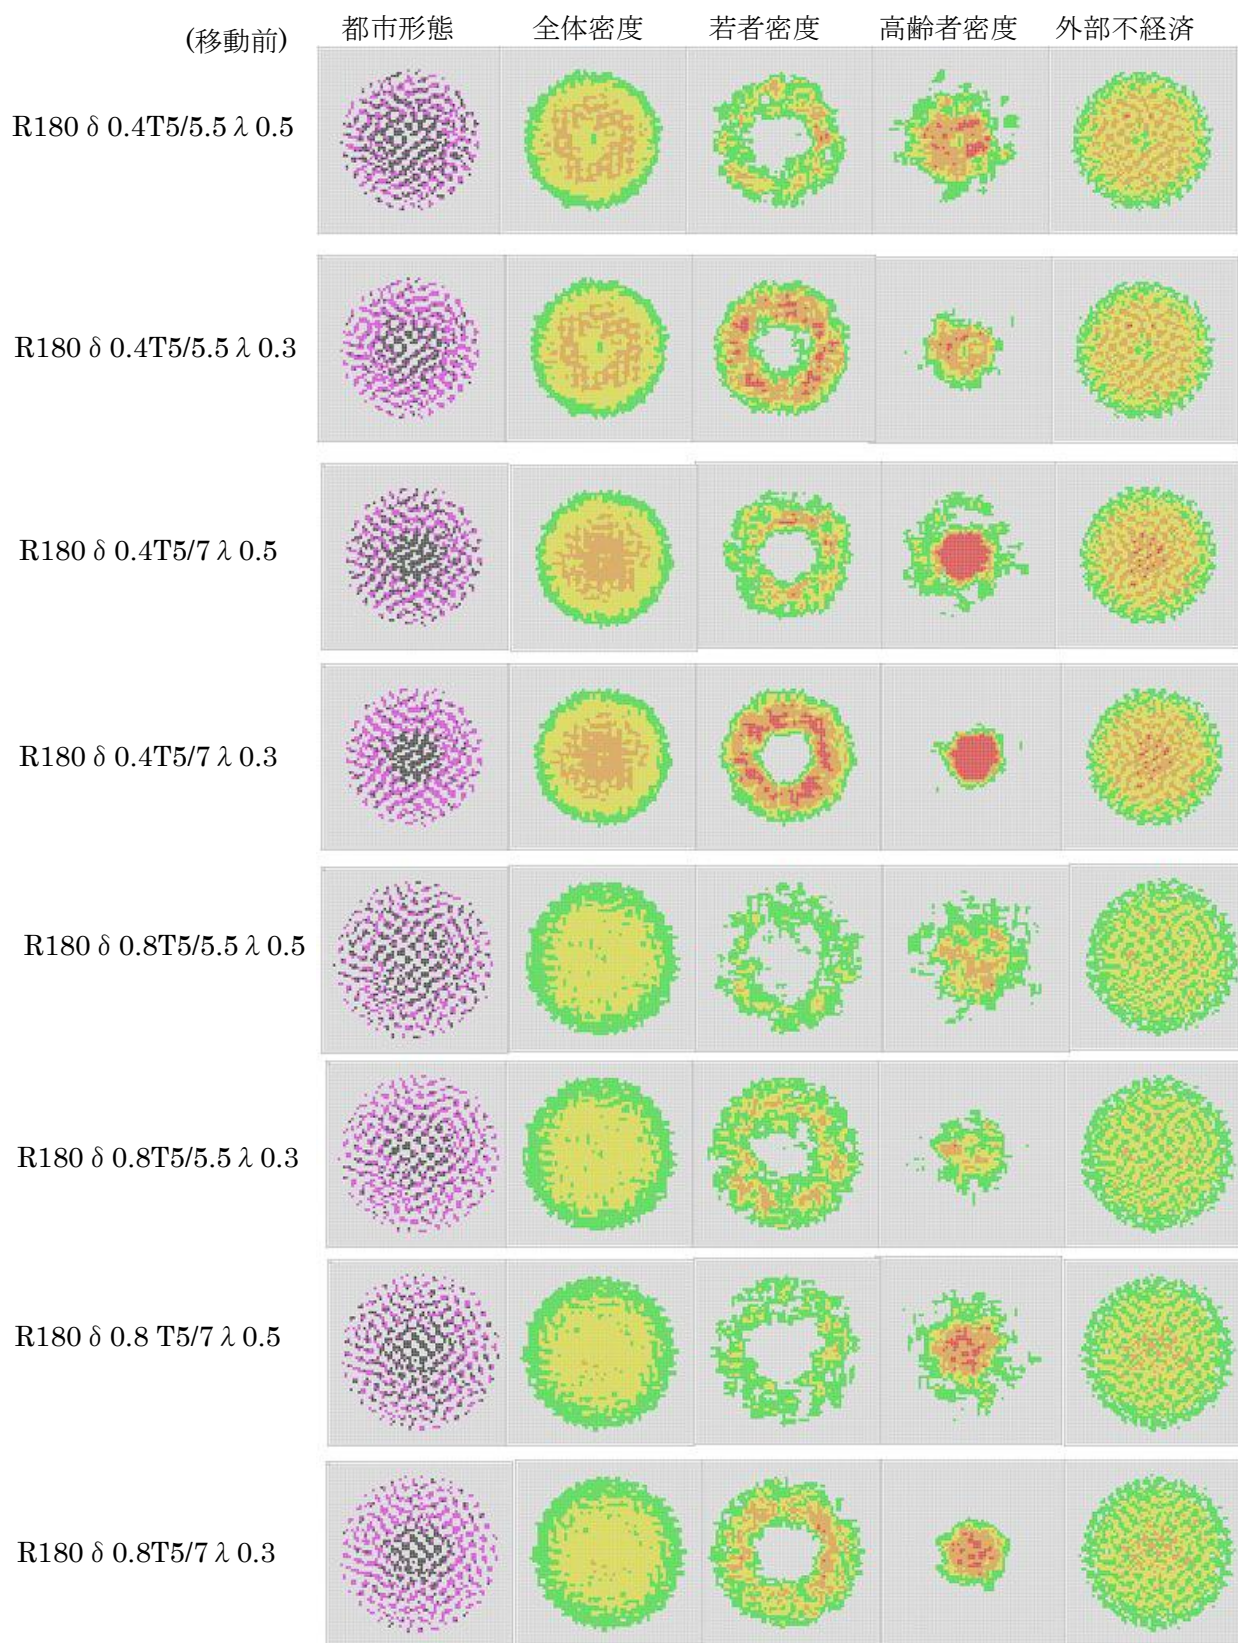 (移動前) 都市形態 全体密度 若者密度 高齢者密度 外部不経済
R180 δ 0.4T5/5.5 λ 0.5
R180 δ 0.4T5/5.5 λ 0.3
R180 δ 0.4T5/7 λ 0.5
R180 δ 0.4T5/7 λ 0.3
R180 δ 0.8T5/5.5 λ 0.5
R180 δ 0.8T5/5.5 λ 0.3
R180 δ 0.8 T5/7 λ 0.5
R180 δ 0.8T5/7 λ 0.3